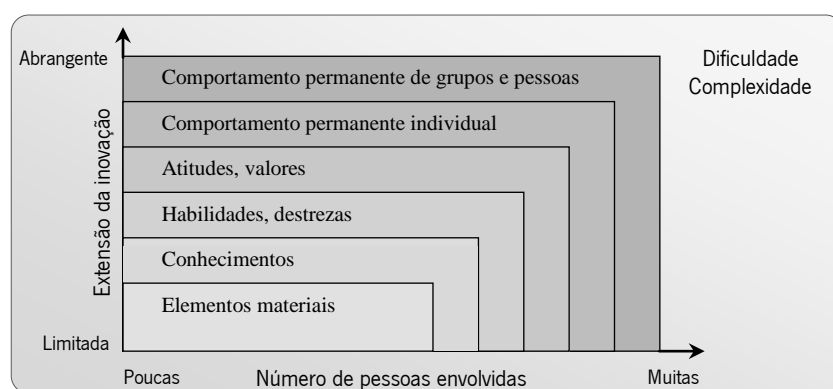 Abrangente
Dificuldade
Complexidade
Comportamento permanente de grupos e pessoas
Comportamento permanente individual
Atitudes, valores
Habilidades, destrezas
Conhecimentos
Elementos materiais
Extensão da inovação
Limitada
Poucas
Número de pessoas envolvidas
Muitas